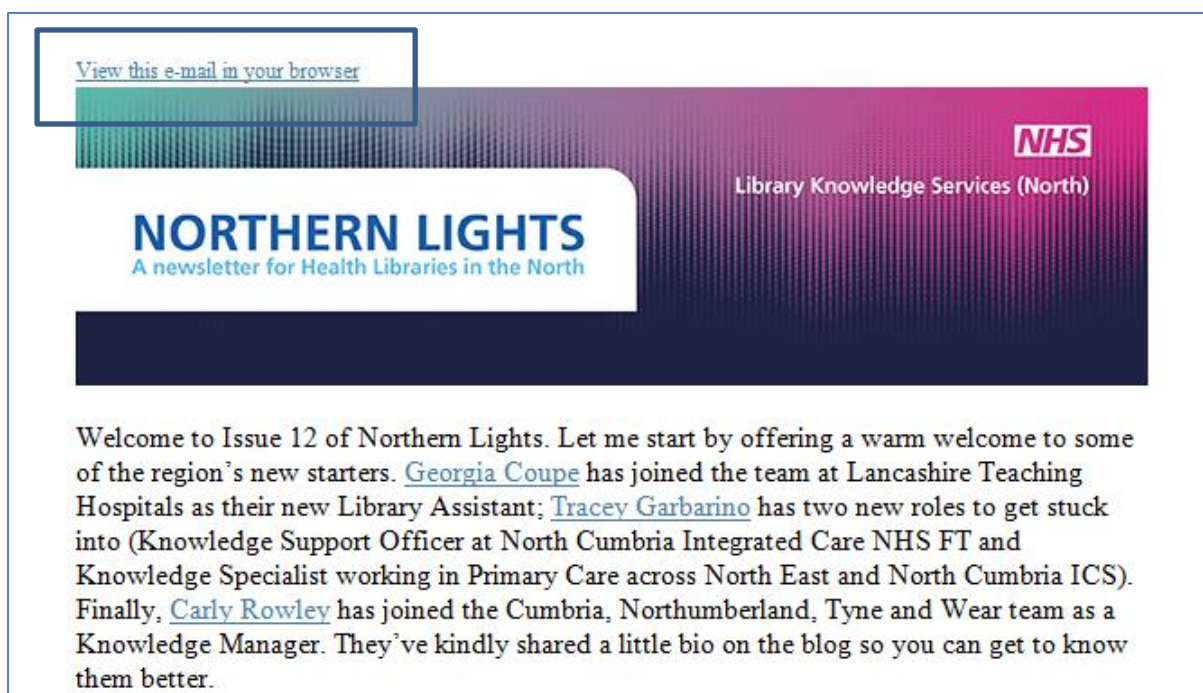 View this e-mail in your browser
NHS
Library Knowledge Services (North)
NORTHERN LIGHTS
A newsletter for Health Libraries in the North
Welcome to Issue 12 of Northern Lights. Let me start by offering a warm welcome to some
of the region’s new starters. Georgia Coupe has joined the team at Lancashire Teaching
Hospitals as their new Library Assistant; Tracey Garbarino has two new roles to get stuck
into (Knowledge Support Officer at North Cumbria Integrated Care NHS FT and
Knowledge Specialist working in Primary Care across North East and North Cumbria ICS).
Finally, Carly Rowley has joined the Cumbria, Northumberland, Tyne and Wear team as a
Knowledge Manager. They’ve kindly shared a little bio on the blog so you can get to know
them better.